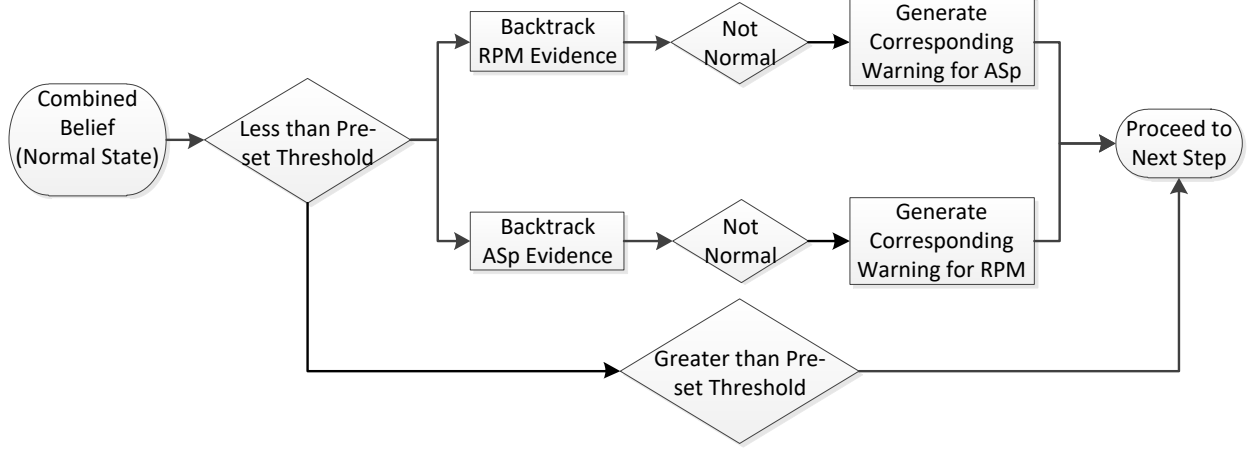 Combined
Belief
(Normal State)
Less than Pre-
set Threshold
Backtrack
RPM Evidence
Not
Normal
Generate
Corresponding
Warning for ASp
Backtrack
ASp Evidence
Not
Normal
Generate
Corresponding
Warning for RPM
Greater than Pre-
set Threshold
Proceed to
Next Step